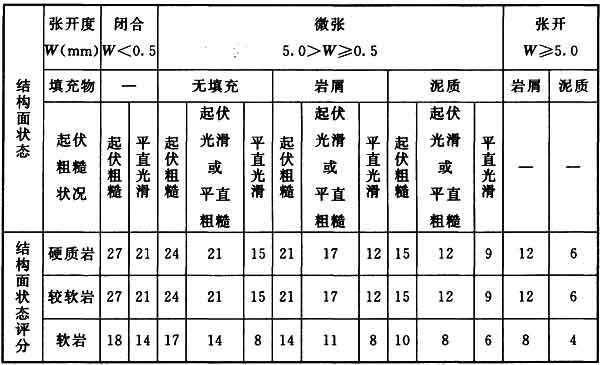 结构面状态 张开度 W(mm) 闭合 W<0.5 微张 5.0>W≥0.5 张开 W≥5.0
填充物 — 无填充 岩屑 泥质 岩屑 泥质
起伏粗糙状况 起伏粗糙 平直光滑 起伏粗糙 起伏光滑或平直粗糙 平直光滑 起伏粗糙 起伏光滑或平直粗糙 平直光滑 起伏粗糙 起伏光滑或平直粗糙 平直光滑 — —
结构面状态评分 硬质岩 27 21 24 21 15 21 17 12 15 12 9 12 6
较软岩 27 21 24 21 15 21 17 12 15 12 9 12 6
软岩 18 14 17 14 8 14 11 8 10 8 6 8 4